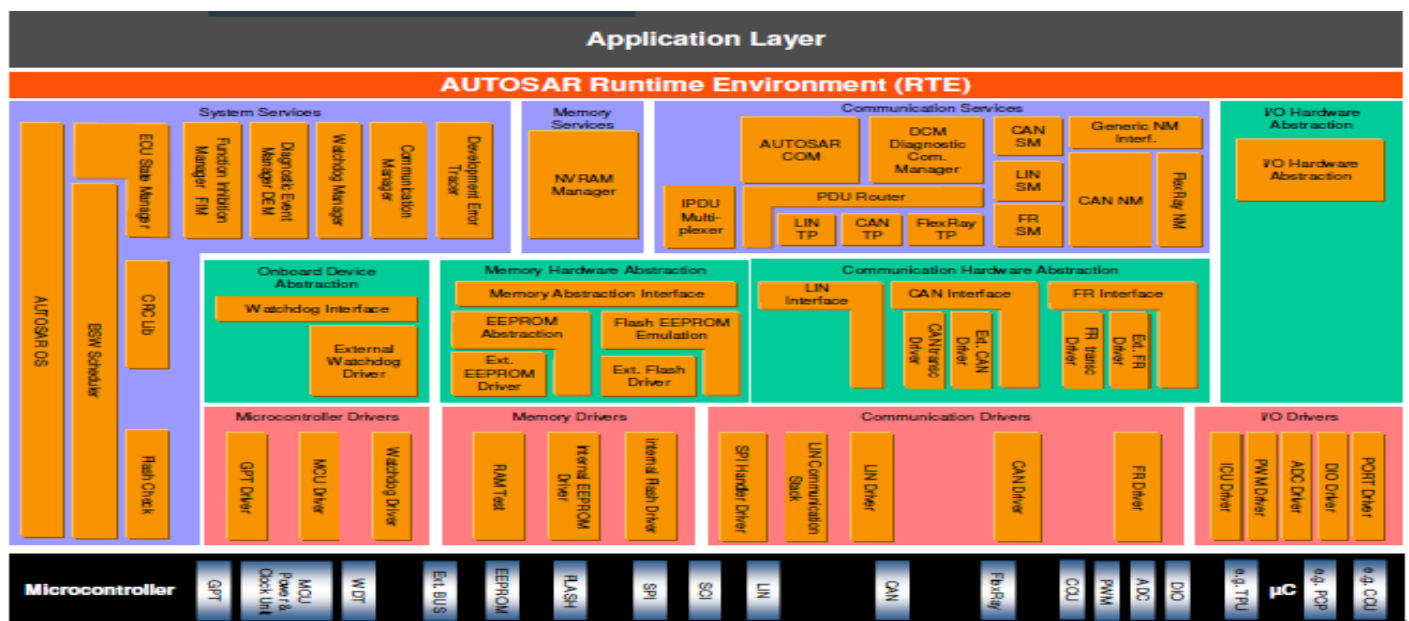 Application Layer
AUTOSAR Runtime Environment (RTE)
System Services
AUTOSAR OS
BSW Scheduler
ECU State Manager
CRC Lib
Flash Check
Function Inhibition
Manager FIM
Diagnostic Event
Manager DEM
Watchdog Manager
Communication
Manager
Development Error
Tracer
Memory
Services
NVRAM
Manager
Communication Services
AUTOSAR
COM
DCM
Diagnostic
Com.
Manager
IPDU
Multi-
plexer
PDU Router
LIN
TP
CAN
TP
FlexRay
TP
CAN
SM
LIN
SM
FR
SM
Generic NM
Interf.
CAN NM
FlexRay NM
I/O Hardware
Abstraction
I/O Hardware
Abstraction
Onboard Device
Abstraction
Watchdog Interface
External
Watchdog
Driver
Memory Hardware Abstraction
Memory Abstraction Interface
EEPROM
Abstraction
Ext.
EEPROM
Driver
Flash EEPROM
Emulation
Ext. Flash
Driver
Communication Hardware Abstraction
LIN
Interface
CAN Interface
CANtransc
Driver
Ext. CAN
Driver
FR Interface
FR transc
Driver
Ext. FR
Driver
Microcontroller Drivers
GPT Driver
MCU Driver
Watchdog Driver
Memory Drivers
RAM Test
Internal EEPROM
Driver
internal Flash Driver
Communication Drivers
SPI Handler Driver
LIN Communication
Stack
LIN Driver
CAN Driver
FR Driver
I/O Drivers
ICU Driver
PWM Driver
ADC Driver
DIO Driver
PORT Driver
Microcontroller
GPT
MCU
Power &
Clock Unit
WDT
Ext. BUS
EEPROM
FLASH
SPI
SCI
LIN
CAN
FlexRay
CCU
PWM
ADC
DIO
e.g. TPU
µC
e.g. PCP
e.g. CCU